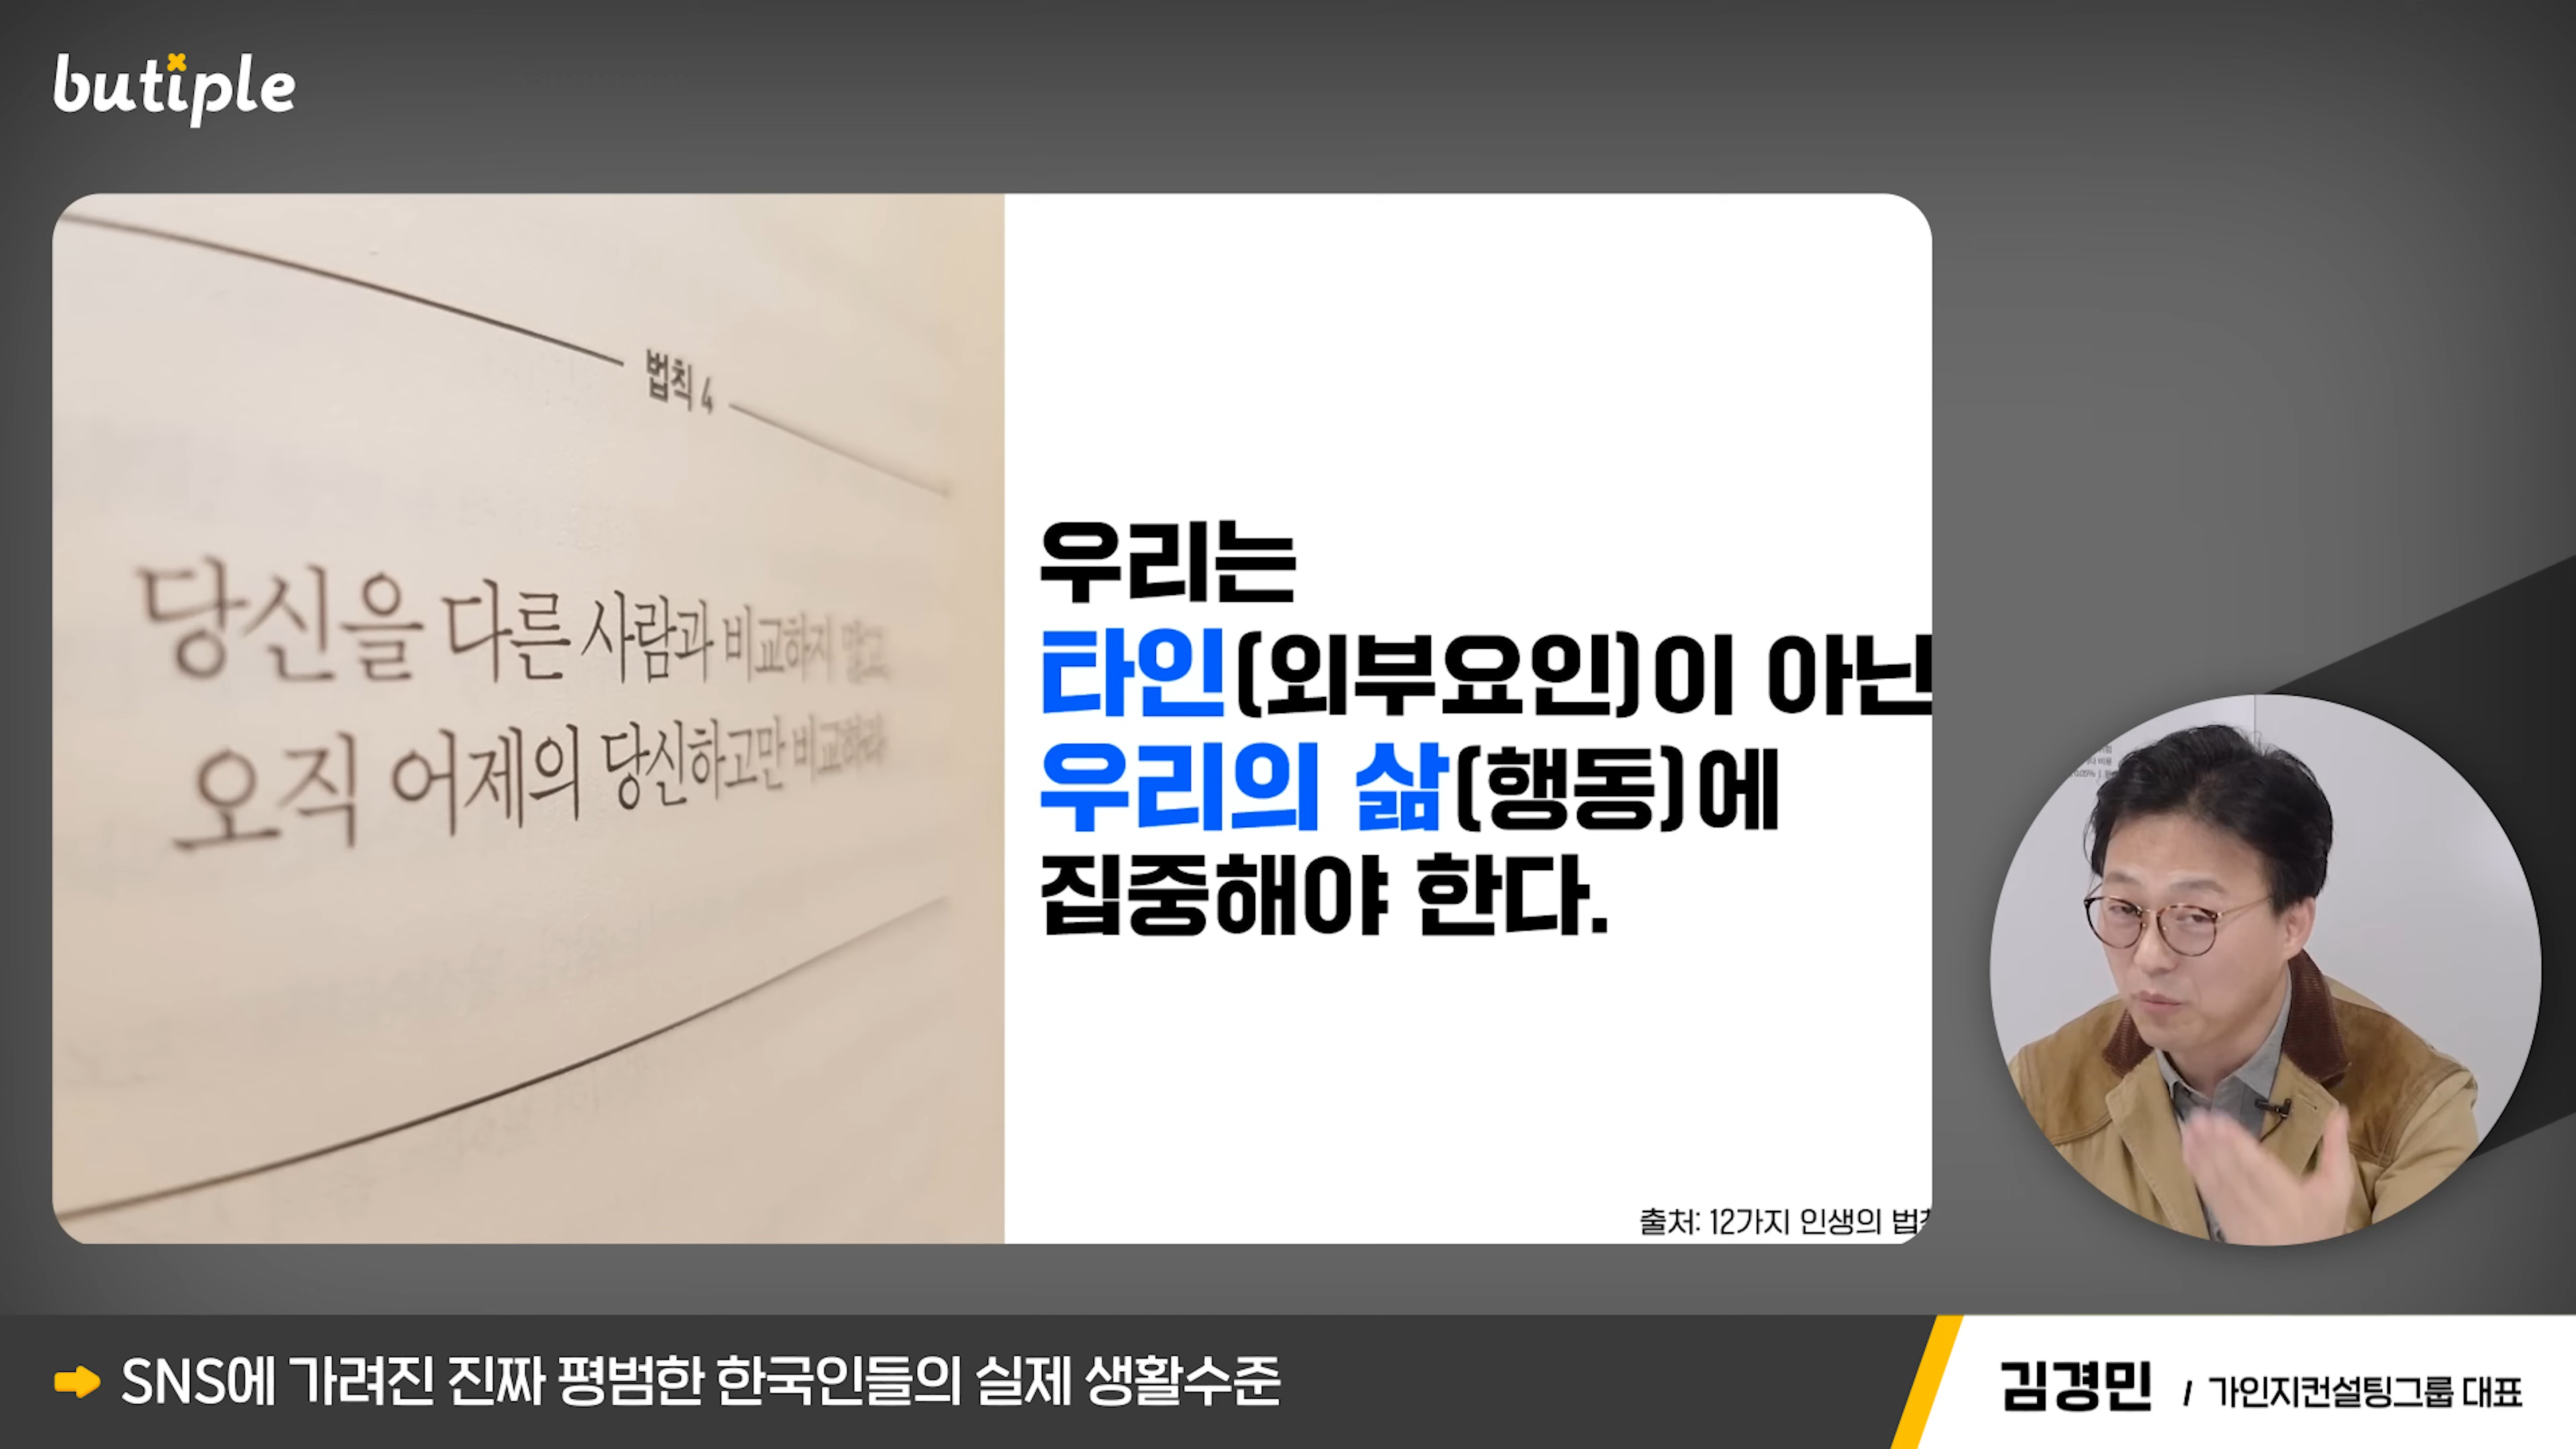 butiple
법칙 4
당신을 다른 사람과 비교하지 말고
오직 어제의 당신하고만 비교하라
우리는
타인(외부요인)이 아닌
우리의 삶(행동)에
집중해야 한다.
출처: 12가지 인생의
SNS에 가려진 진짜 평범한 한국인들의 실제 생활수준
김경민 / 가인지컨설팅그룹 대표